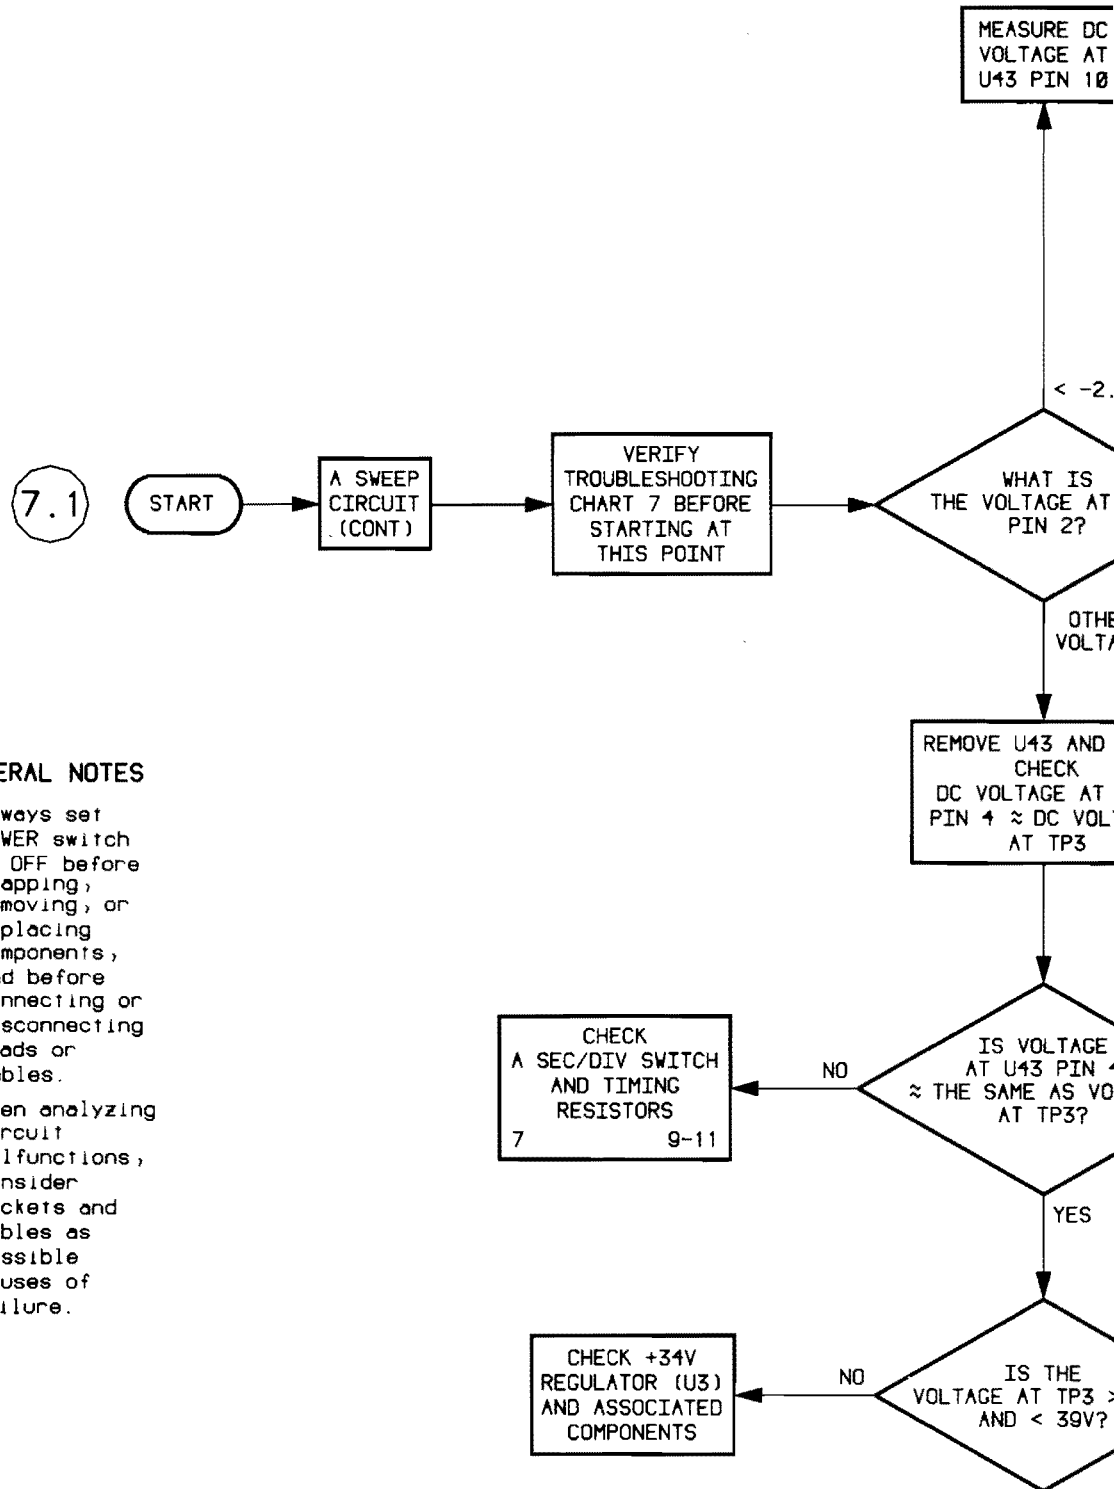 MEASURE DC
VOLTAGE AT
U43 PIN 10
< -2.
7.1
START
A SWEEP
CIRCUIT
(CONT)
VERIFY
TROUBLESHOOTING
CHART 7 BEFORE
STARTING AT
THIS POINT
WHAT IS
THE VOLTAGE AT
PIN 2?
OTHE
VOLTA
REMOVE U43 AND
CHECK
DC VOLTAGE AT
PIN 4 ≈ DC VOLT
AT TP3
ERAL NOTES
ways set
WER switch
OFF before
apping,
moving, or
placing
mponents,
d before
nnecting or
sconnecting
ads or
bles.
en analyzing
rcuit
lfunctions,
nsider
ckets and
bles as
ssible
uses of
ilure.
CHECK
A SEC/DIV SWITCH
AND TIMING
RESISTORS
7 9-11
NO
IS VOLTAGE
AT U43 PIN 4
≈ THE SAME AS VO
AT TP3?
YES
CHECK +34V
REGULATOR (U3)
AND ASSOCIATED
COMPONENTS
NO
IS THE
VOLTAGE AT TP3 >
AND < 39V?